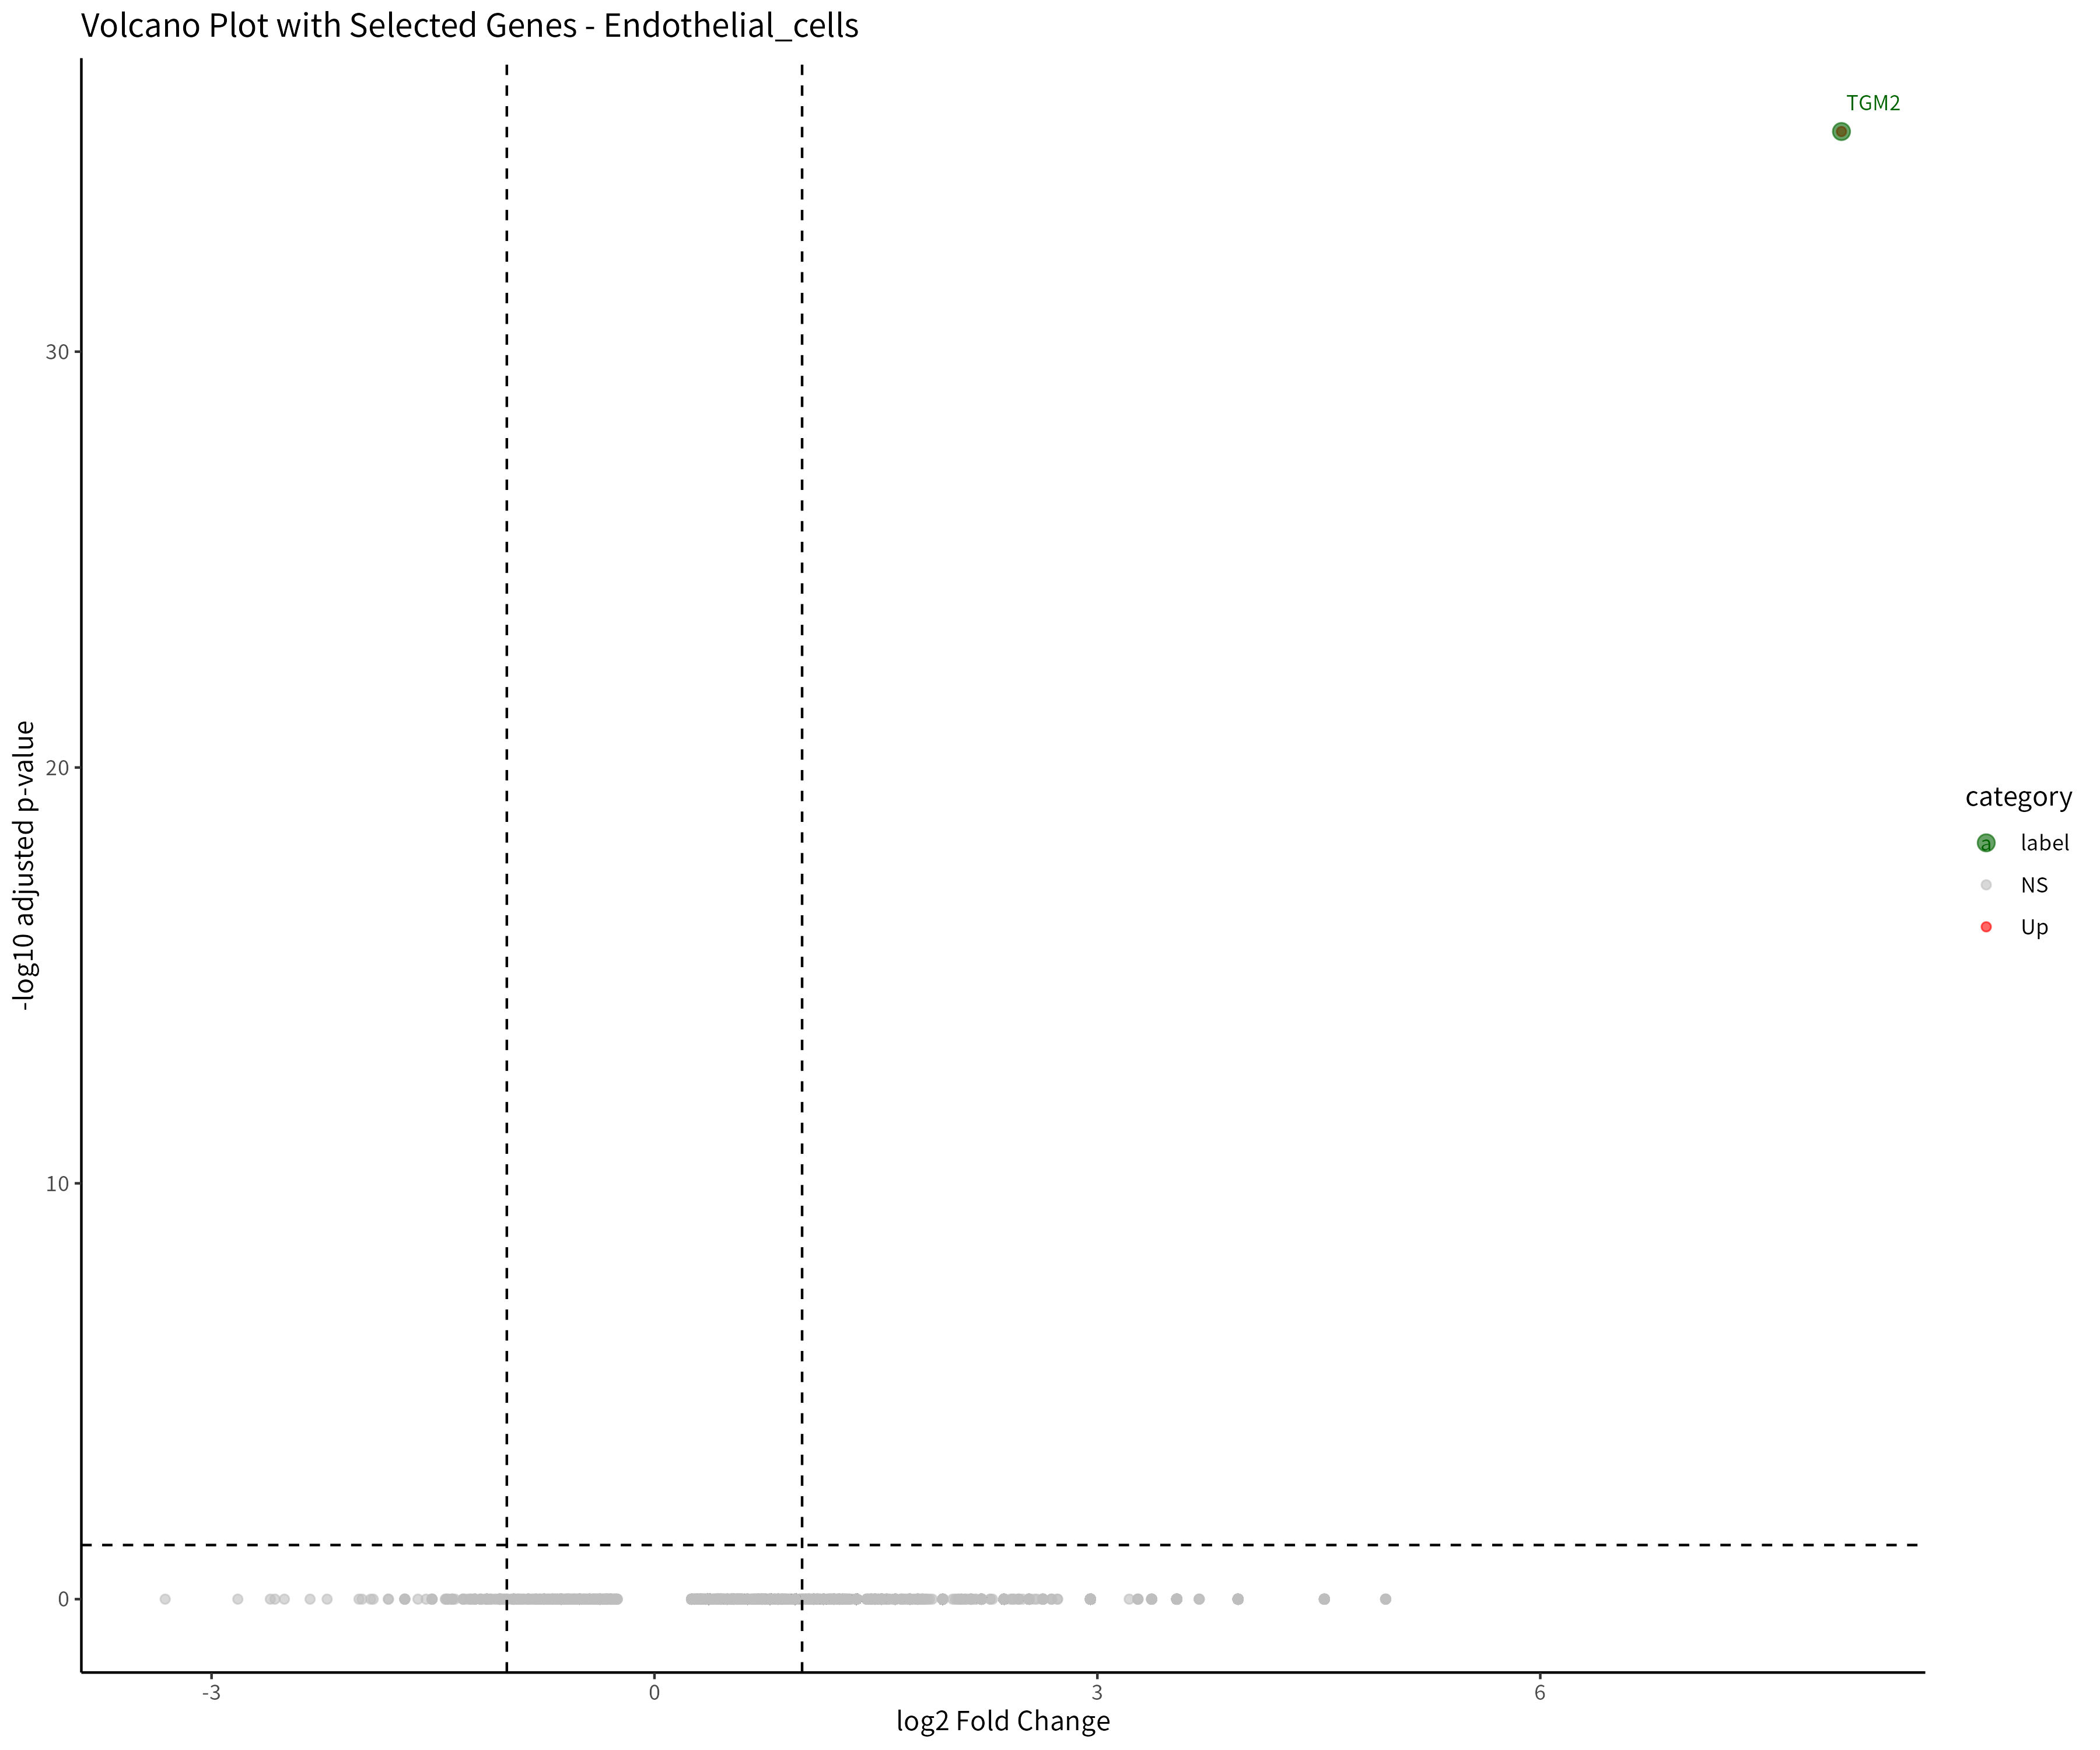 Volcano Plot with Selected Genes - Endothelial_cells
TGM2
30
20
10
0
-log10 adjusted p-value
-3
0
3
6
log2 Fold Change
category
a label
NS
Up